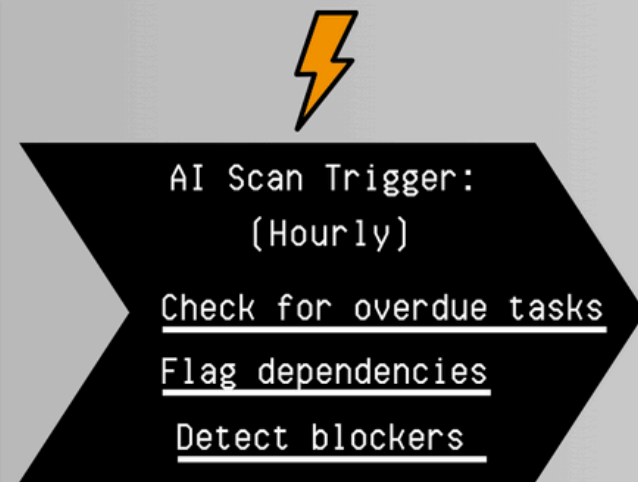 AI Scan Trigger:
(Hourly)
Check for overdue tasks
Flag dependencies
Detect blockers